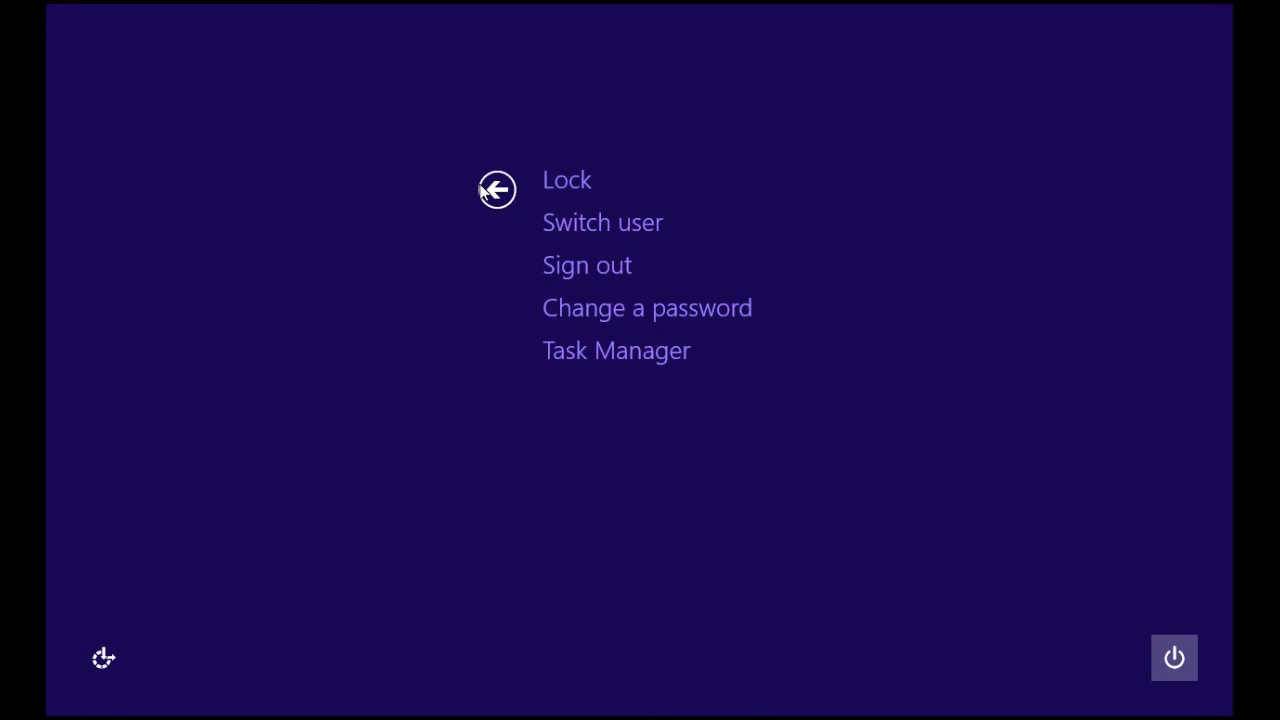 Lock
Switch user
Sign out
Change a password
Task Manager